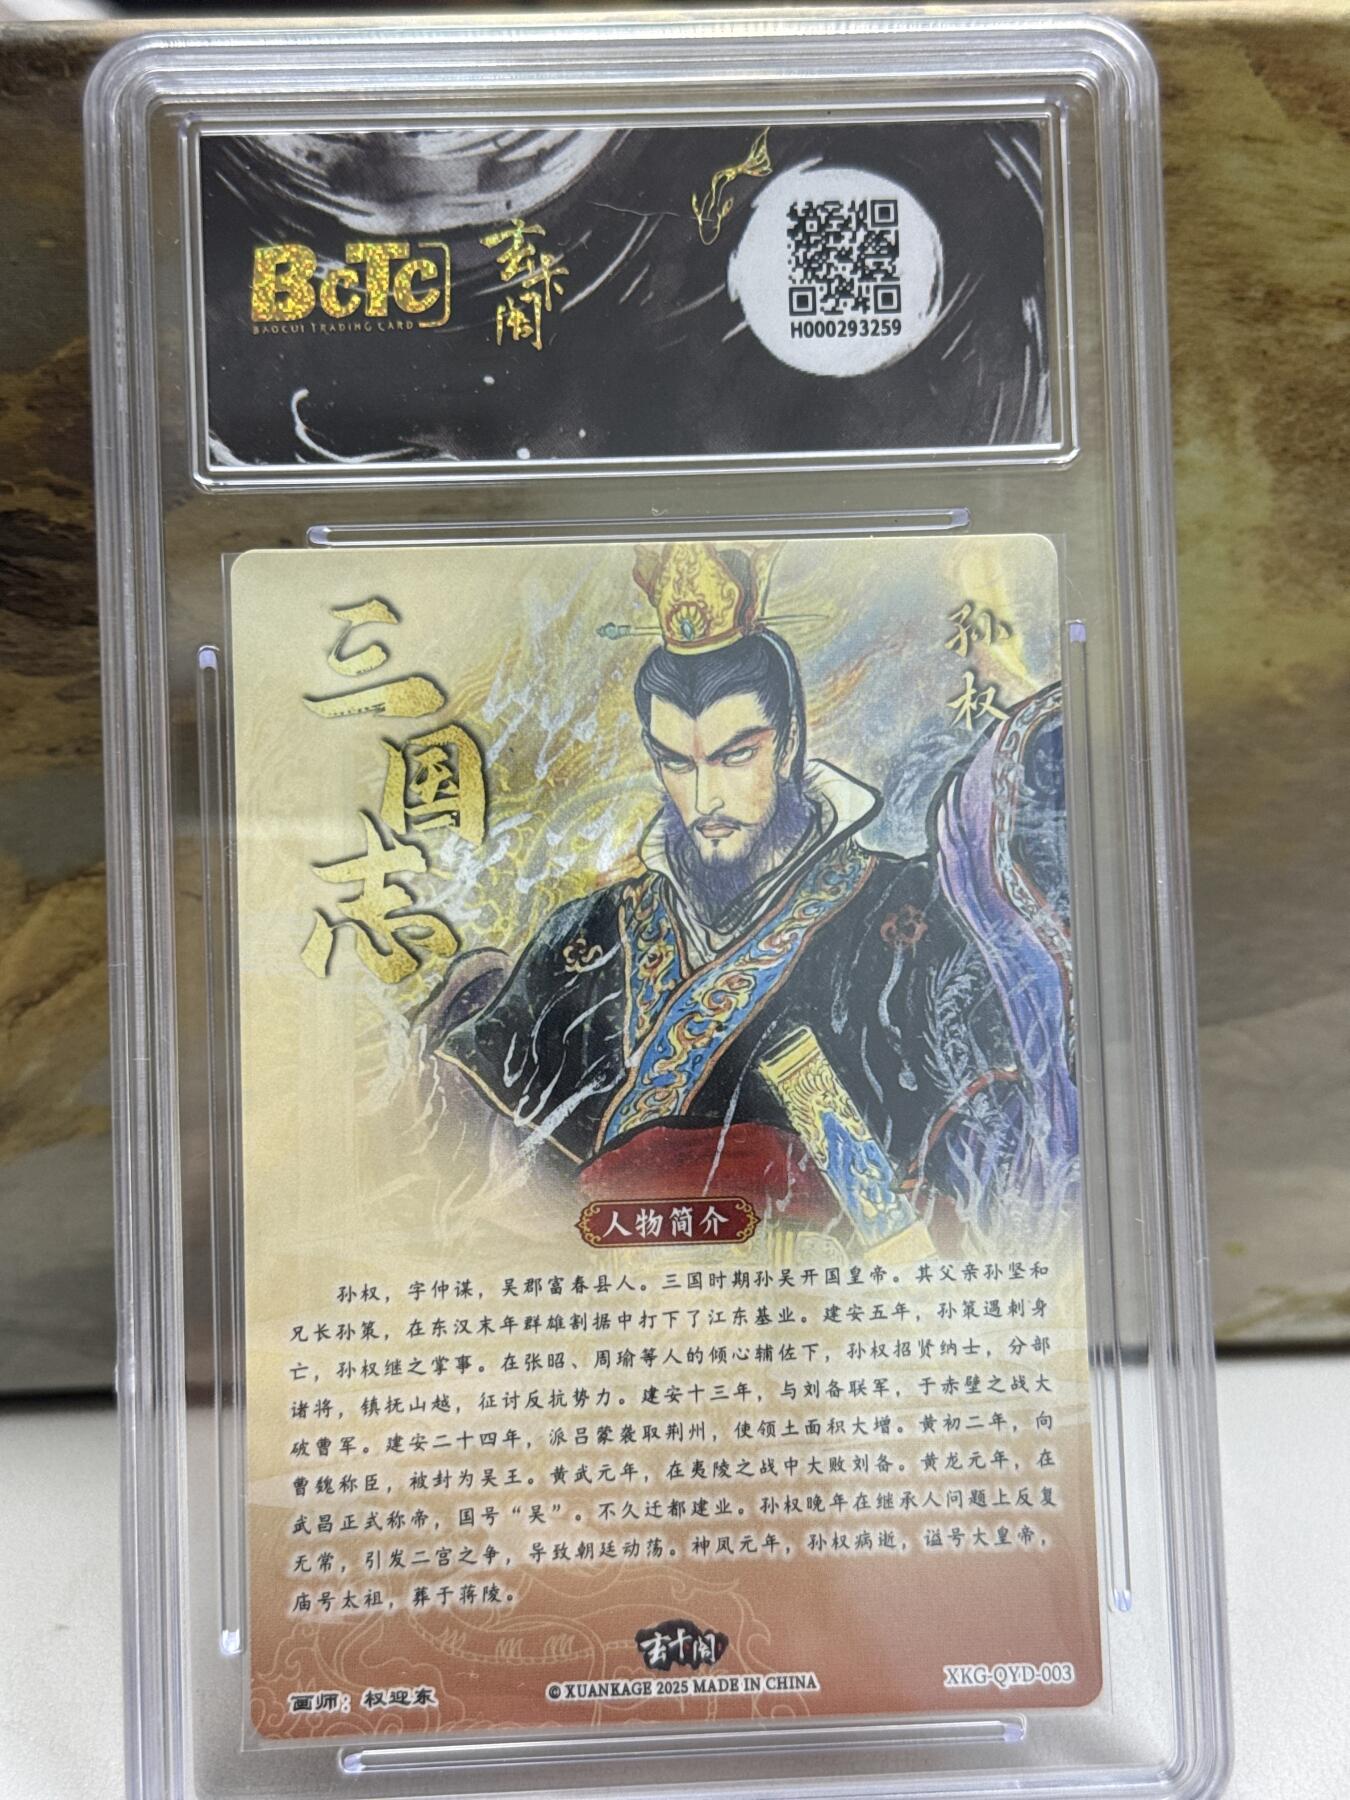 BcTc
BAOCUI TRADING CARD
玄卡阁
H000293259
三国志
孙权
人物简介
孙权，字仲谋，吴郡富春县人。三国时期孙吴开国皇帝。其父亲孙坚和
兄长孙策，在东汉末年群雄割据中打下了江东基业。建安五年，孙策遇刺身
亡，孙权继之掌事。在张昭、周瑜等人的倾心辅佐下，孙权招贤纳士，分部
诸将，镇抚山越，征讨反抗势力。建安十三年，与刘备联军，于赤壁之战大
破曹军。建安二十四年，派吕蒙袭取荆州，使领土面积大增。黄初二年，向
曹魏称臣，被封为吴王。黄武元年，在夷陵之战中大败刘备。黄龙元年，在
武昌正式称帝，国号“吴”。不久迁都建业。孙权晚年在继承人问题上反复
无常，引发二宫之争，导致朝廷动荡。神凤元年，孙权病逝，谥号大皇帝，
庙号太祖，葬于蒋陵。
玄卡阁
画师：权迎东
© XUANKAGE 2025 MADE IN CHINA
XKG-QYD-003